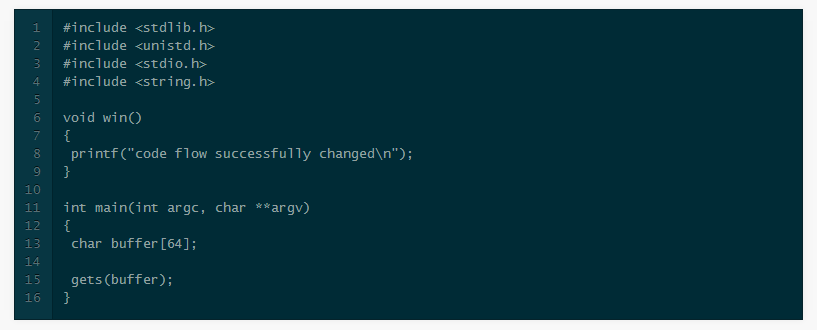 1 #include <stdlib.h>
2 #include <unistd.h>
3 #include <stdio.h>
4 #include <string.h>
5
6 void win()
7 {
8  printf("code flow successfully changed\n");
9 }
10
11 int main(int argc, char **argv)
12 {
13  char buffer[64];
14
15  gets(buffer);
16 }